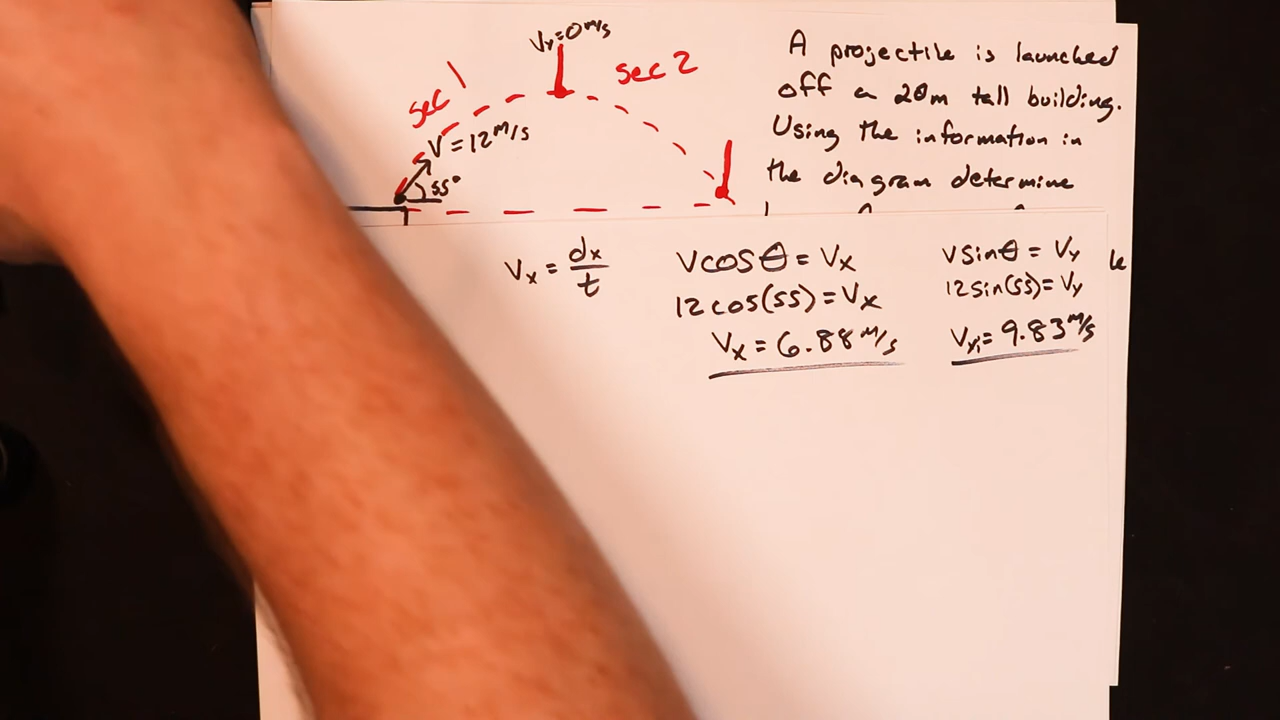 Vy=0m/s
sec 1
sec 2
V=12m/s
55°
A projectile is launched
off a 20m tall building.
Using the information in
the diagram determine
Vx = dx/t
Vcosθ = Vx
12cos(55) = Vx
Vx = 6.88m/s
Vsinθ = Vy
12sin(55) = Vy
Vyi = 9.83m/s